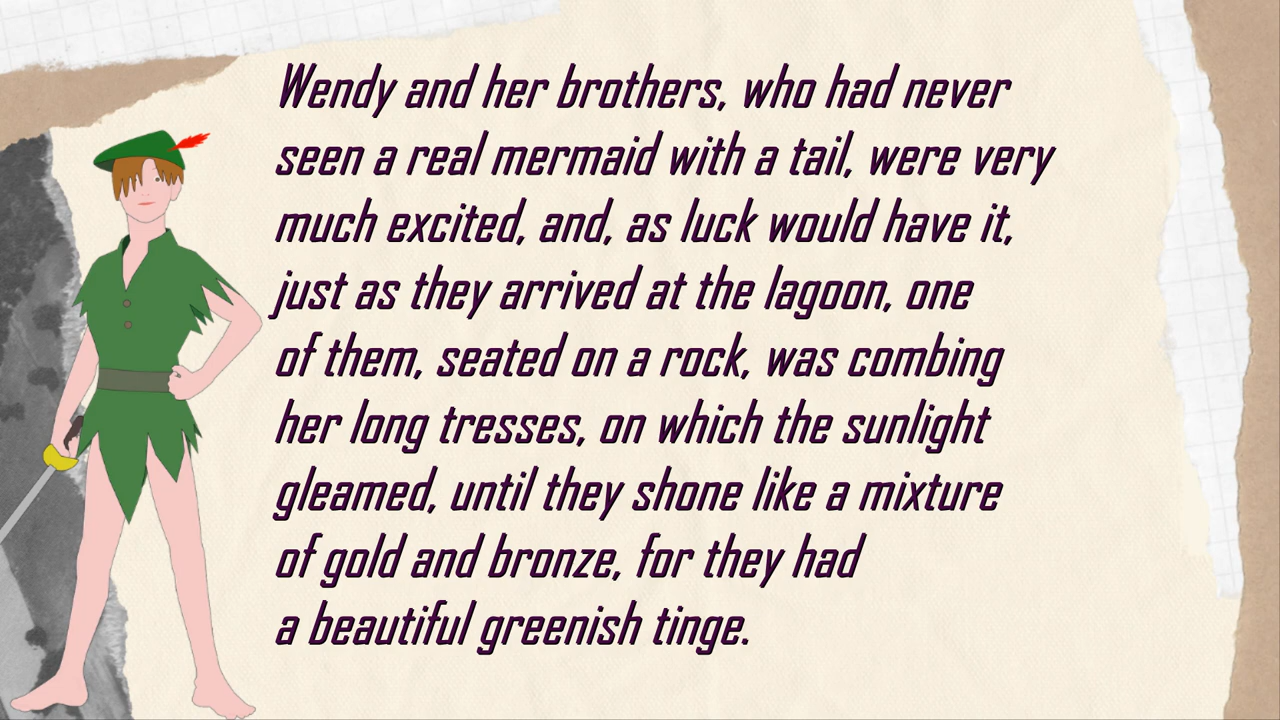 Wendy and her brothers, who had never
seen a real mermaid with a tail, were very
much excited, and, as luck would have it,
just as they arrived at the lagoon, one
of them, seated on a rock, was combing
her long tresses, on which the sunlight
gleamed, until they shone like a mixture
of gold and bronze, for they had
a beautiful greenish tinge.